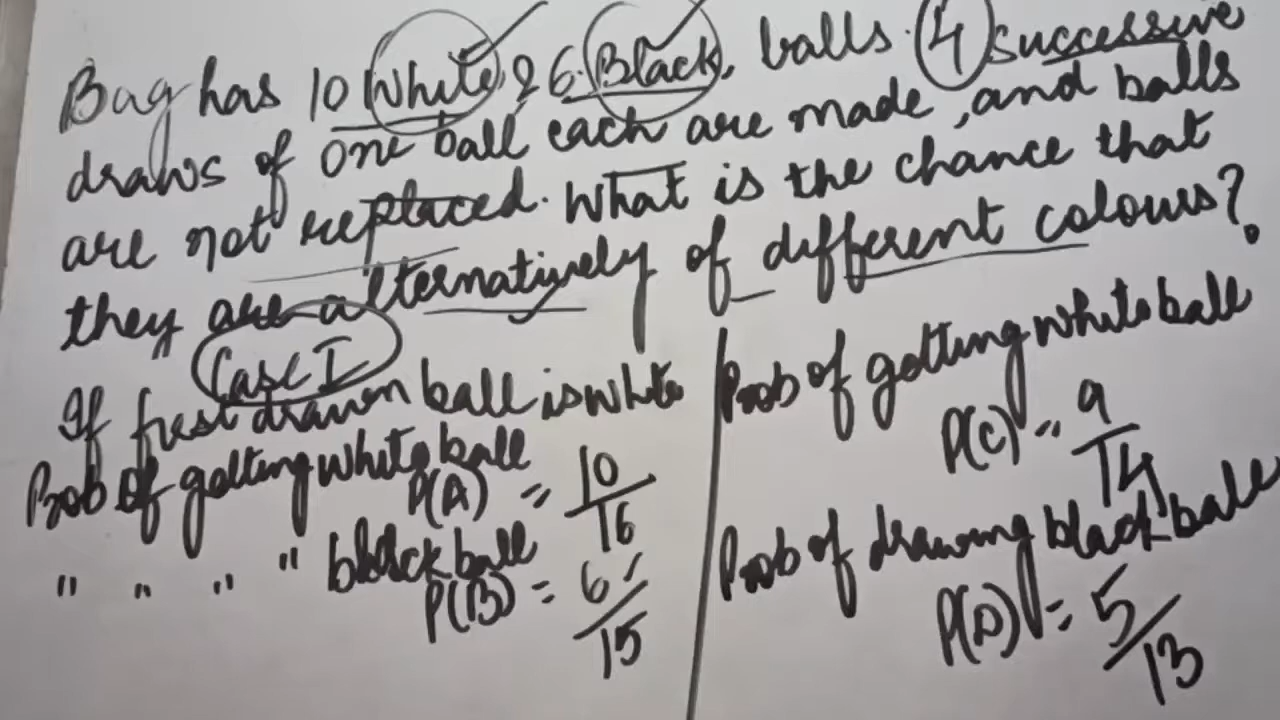 Bag has 10 White & 6 Black balls. 4 successive
draws of one ball each are made, and balls
are not replaced. What is the chance that
they are alternatively of different colours?
Case I
If first drawn ball is white
Prob of getting white ball
P(A) = 10/16
" " " " black ball
P(B) = 6/15
Prob of getting white ball
P(C) = 9/14
Prob of drawing black ball
P(D) = 5/13